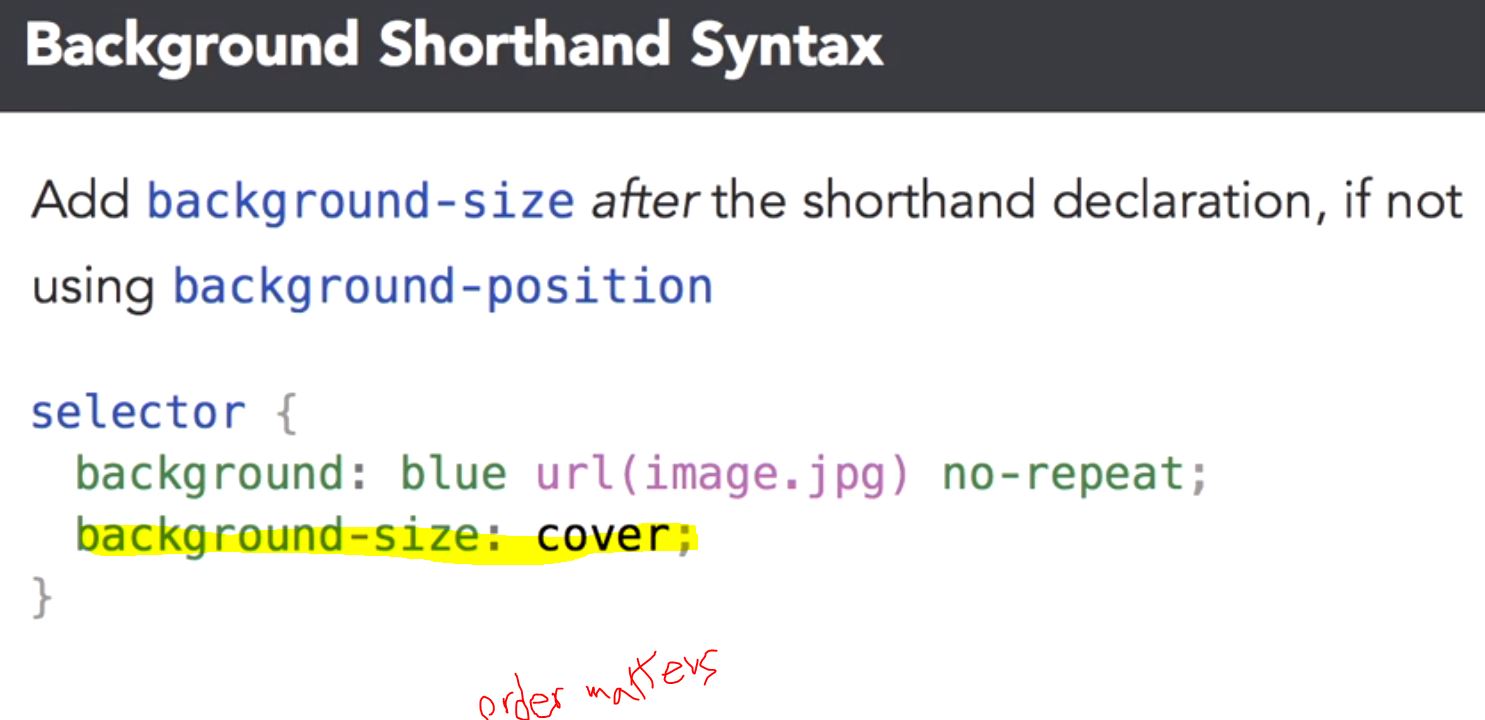 Background Shorthand Syntax
Add background-size after the shorthand declaration, if not
using background-position
selector {
background: blue url(image.jpg) no-repeat;
background-size: cover;
}
order matters